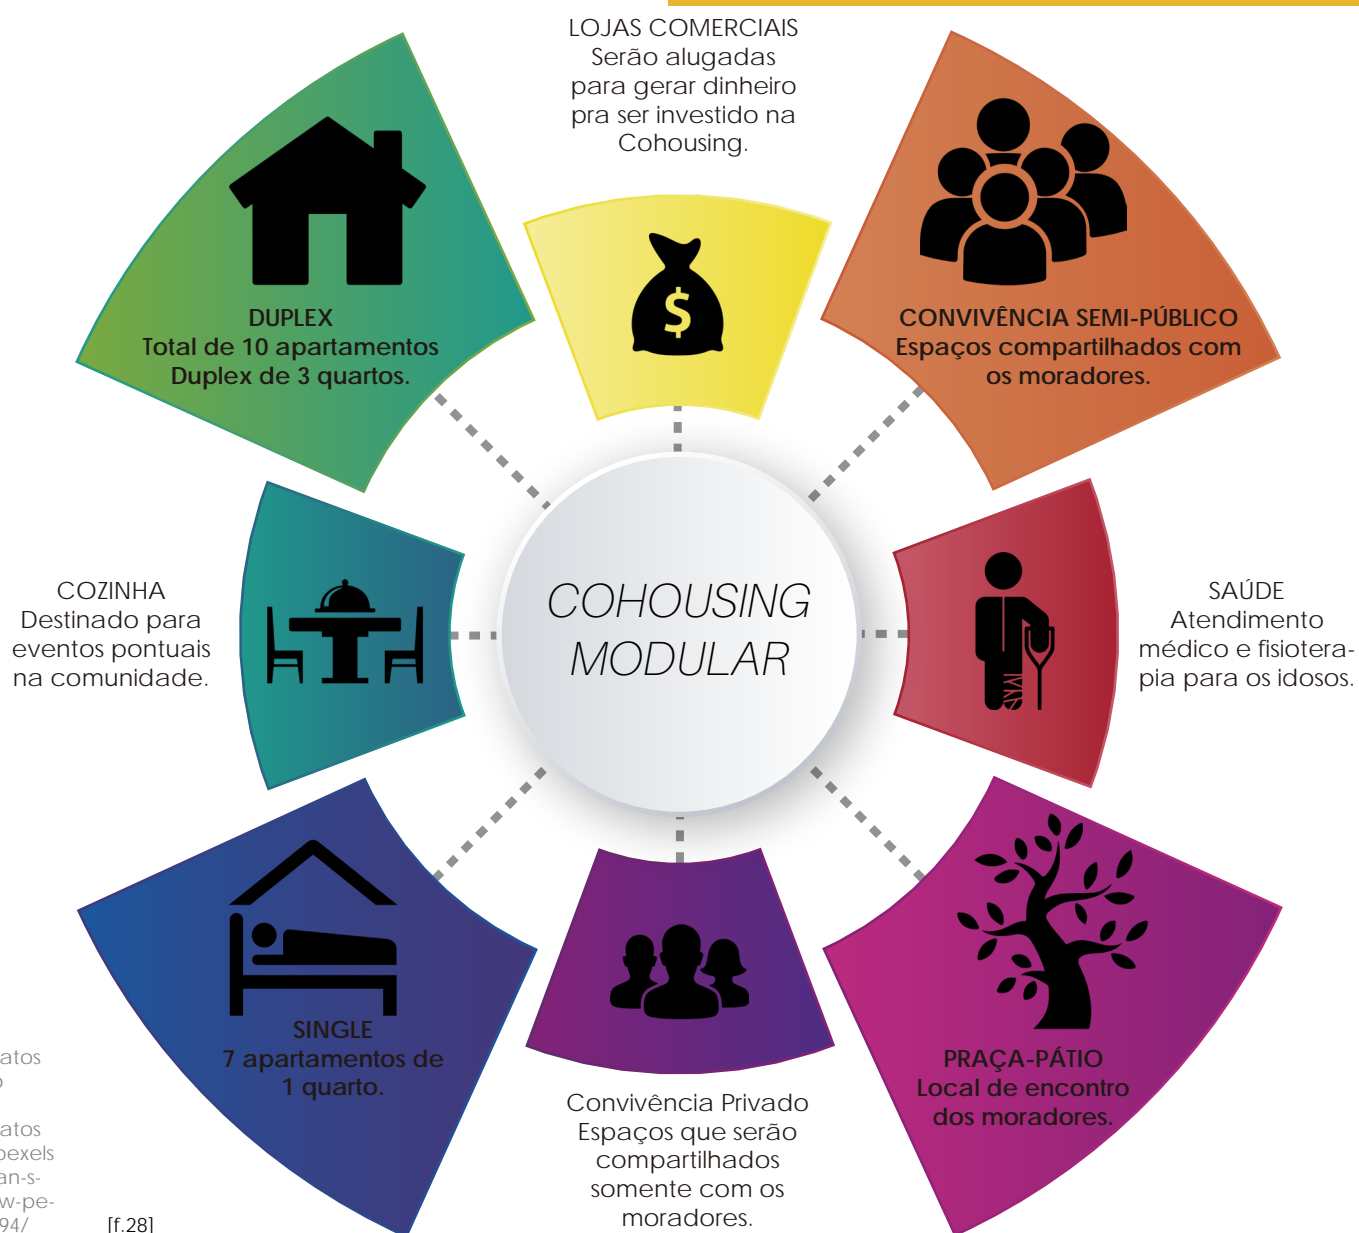 LOJAS COMERCIAIS
Serão alugadas
para gerar dinheiro
pra ser investido na
Cohousing.
$
DUPLEX
Total de 10 apartamentos
Duplex de 3 quartos.
CONVIVÊNCIA SEMI-PÚBLICO
Espaços compartilhados com
os moradores.
COZINHA
Destinado para
eventos pontuais
na comunidade.
COHOUSING
MODULAR
SAÚDE
Atendimento
médico e fisiotera-
pia para os idosos.
SINGLE
7 apartamentos de
1 quarto.
Convivência Privado
Espaços que serão
compartilhados
somente com os
moradores.
PRAÇA-PÁTIO
Local de encontro
dos moradores.
atos
o
atos
pexels
an-s-
w-pe-
94/
[f.28]